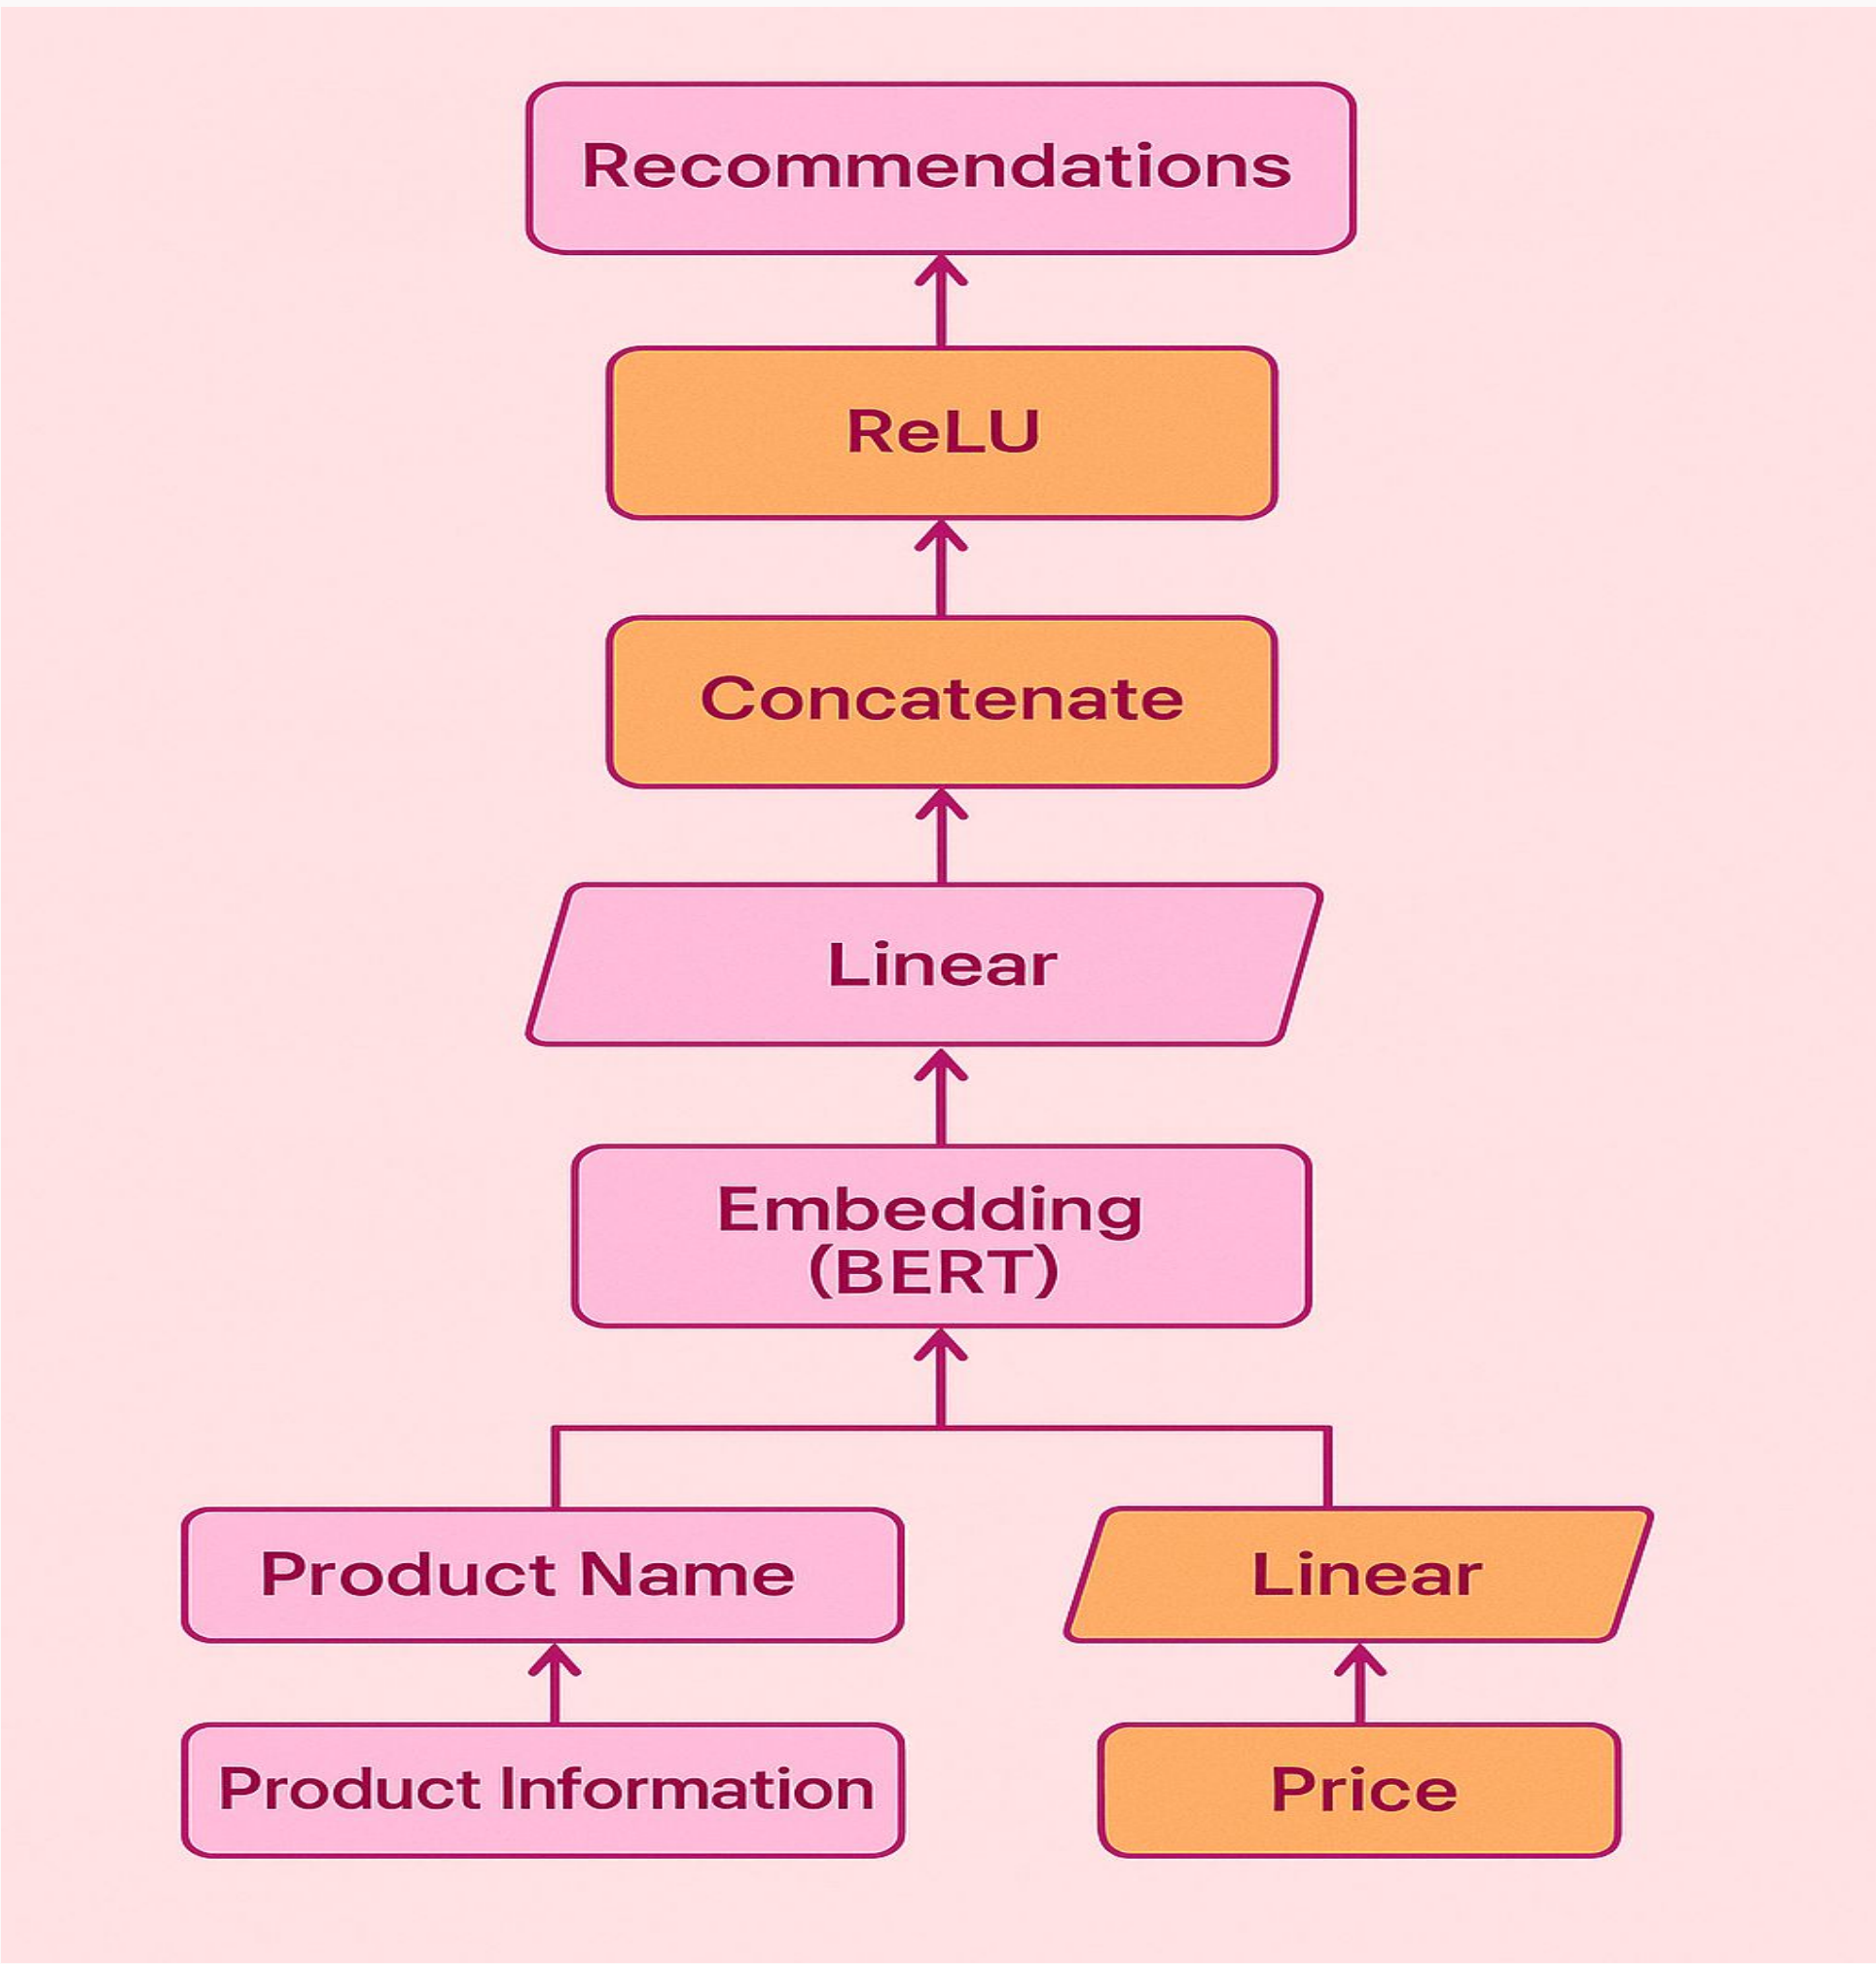 Recommendations
ReLU
Concatenate
Linear
Embedding
(BERT)
Product Name
Linear
Product Information
Price